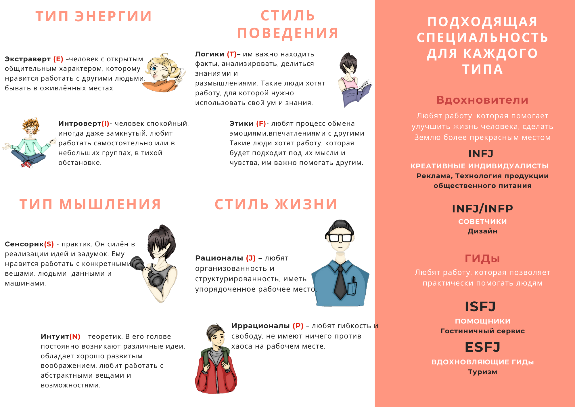 ТИП ЭНЕРГИИ
Экстраверт (E) –человек с открытым
общительным характером, которому
нравится работать с другими людьми,
бывать в оживлённых местах.
Интроверт(I)– человек спокойный,
иногда даже замкнутый, любит
работать самостоятельно или в
небольших группах, в тихой
обстановке.
СТИЛЬ
ПОВЕДЕНИЯ
Логики (T)– им важно находить
факты, анализировать, делиться
знаниями и
размышлениями. Такие люди хотят
работу, для которой нужно
использовать свой ум и знания.
Этики (F)– любят процесс обмена
эмоциями,впечатлениями с другими.
Такие люди хотят работу, которая
будет подходит под их мысли и
чувства, им важно помогать другим.
ТИП МЫШЛЕНИЯ
Сенсорик(S) - практик. Он силён в
реализации идей и задумок. Ему
нравится работать с конкретными
вещами, людьми, данными и
машинами.
Интуит(N) – теоретик. В его голове
постоянно возникают различные идеи,
обладает хорошо развитым
воображением, любит работать с
абстрактными вещами и
возможностями.
СТИЛЬ ЖИЗНИ
Рационалы (J) – любят
организованность и
структурированность, иметь
упорядоченное рабочее место.
Иррационалы (P) – любят гибкость и
свободу, не имеют ничего против
хаоса на рабочем месте.
ПОДХОДЯЩАЯ
СПЕЦИАЛЬНОСТЬ
ДЛЯ КАЖДОГО
ТИПА
Вдохновители
Любят работу, которая помогает
улучшить жизнь человека, сделать
Землю более прекрасным местом
INFJ
КРЕАТИВНЫЕ ИНДИВИДУАЛИСТЫ
Реклама, Технология продукции
общественного питания
INFJ/INFP
СОВЕТЧИКИ
Дизайн
ГИДы
Любят работу, которая позволяет
практически помогать людям
ISFJ
ПОМОЩНИКИ
Гостиничный сервис
ESFJ
ВДОХНОВЛЯЮЩИЕ ГИДы
Туризм